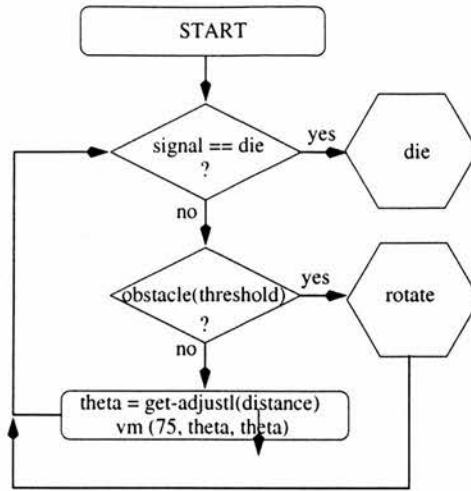 START
signal == die
?
yes
die
no
obstacle(threshold)
?
yes
rotate
no
theta = get-adjustl(distance)
vm (75, theta, theta)